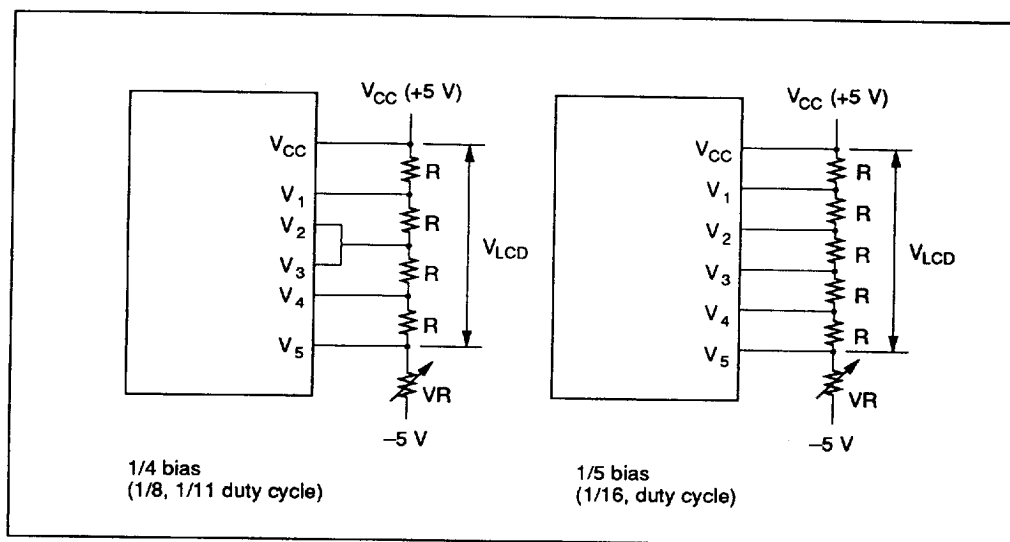 V_CC (+5 V)
V_CC
R
V_1
R
V_2
V_3
V_LCD
R
V_4
R
V_5
VR
–5 V
1/4 bias
(1/8, 1/11 duty cycle)
V_CC (+5 V)
V_CC
R
V_1
R
V_2
R
V_LCD
V_3
R
V_4
R
V_5
VR
–5 V
1/5 bias
(1/16, duty cycle)